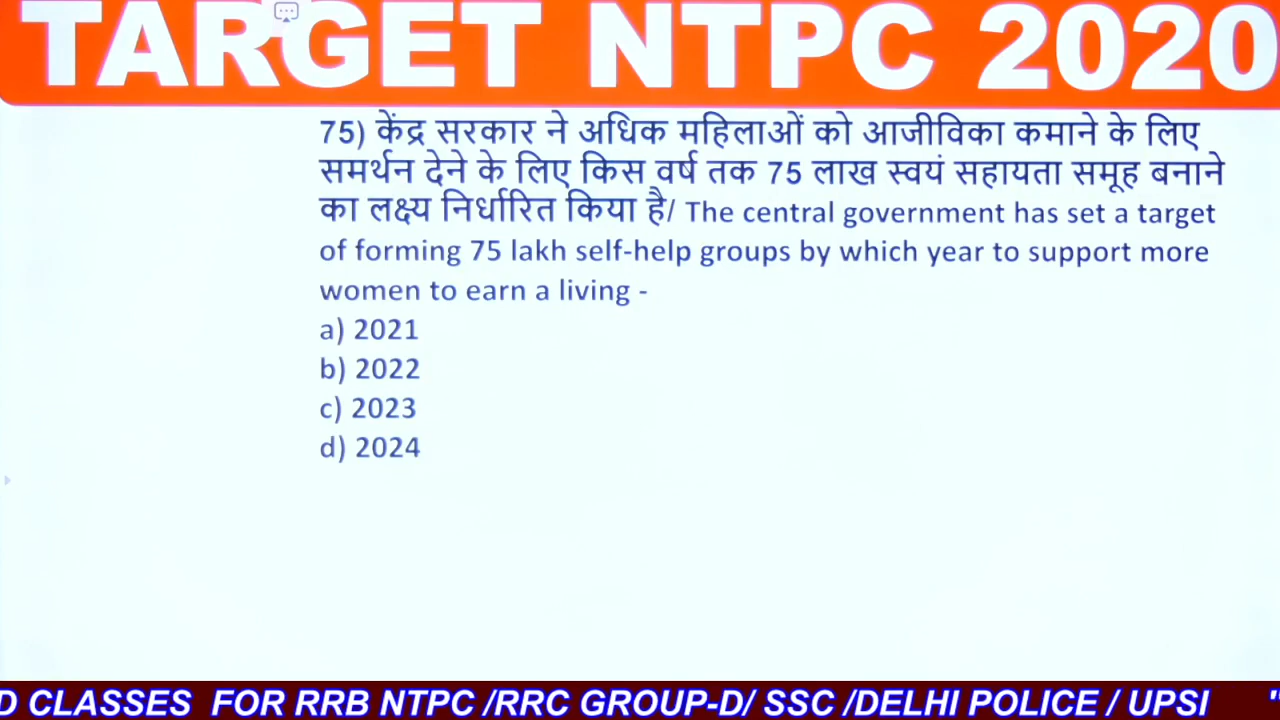 TARGET NTPC 2020
75) केंद्र सरकार ने अधिक महिलाओं को आजीविका कमाने के लिए
समर्थन देने के लिए किस वर्ष तक 75 लाख स्वयं सहायता समूह बनाने
का लक्ष्य निर्धारित किया है/ The central government has set a target
of forming 75 lakh self-help groups by which year to support more
women to earn a living -
a) 2021
b) 2022
c) 2023
d) 2024
D CLASSES FOR RRB NTPC /RRC GROUP-D/ SSC /DELHI POLICE / UPSI "